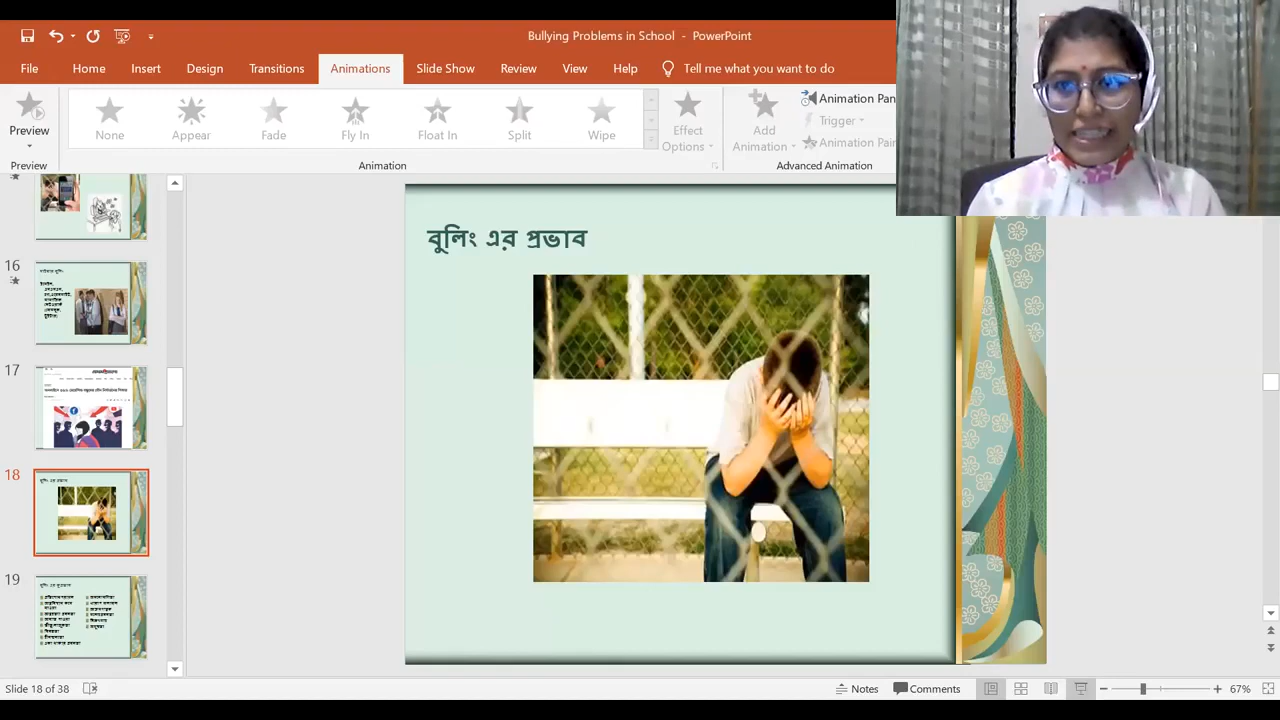 Bullying Problems in School - PowerPoint
File Home Insert Design Transitions Animations Slide Show Review View Help Tell me what you want to do
Preview
None Appear Fade Fly In Float In Split Wipe
Effect Options
Add Animation
Animation Pan
Trigger
Animation Pain
Preview Animation Advanced Animation
বুলিং এর প্রভাব
16
17
18
বুলিং এর প্রভাব
19
Slide 18 of 38 Notes Comments 67%